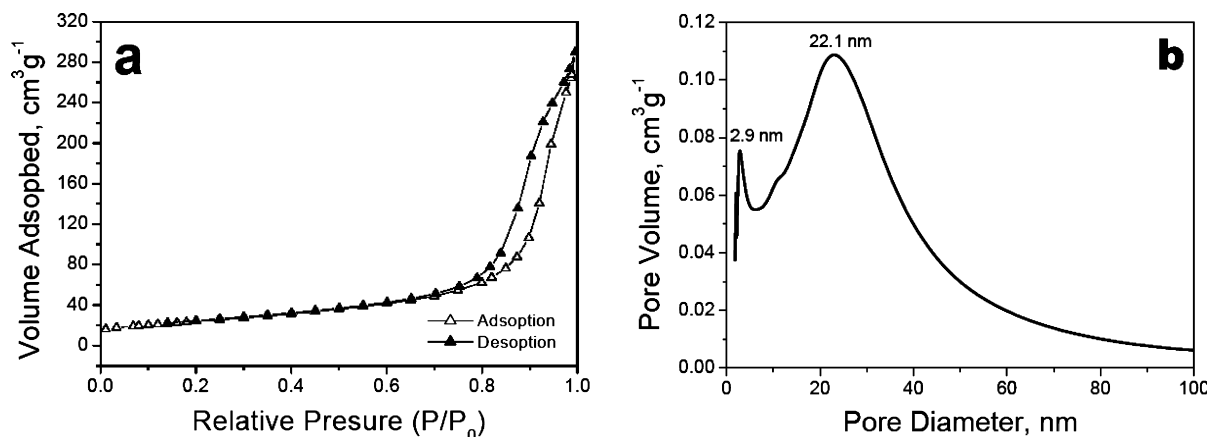 a
320
280
240
200
160
120
80
40
0
Volume Adsopbed, cm³g⁻¹
Adsoption
Desoption
0.0 0.2 0.4 0.6 0.8 1.0
Relative Presure (P/P₀)
b
0.12
0.10
0.08
0.06
0.04
0.02
0.00
Pore Volume, cm³g⁻¹
22.1 nm
2.9 nm
0 20 40 60 80 100
Pore Diameter, nm